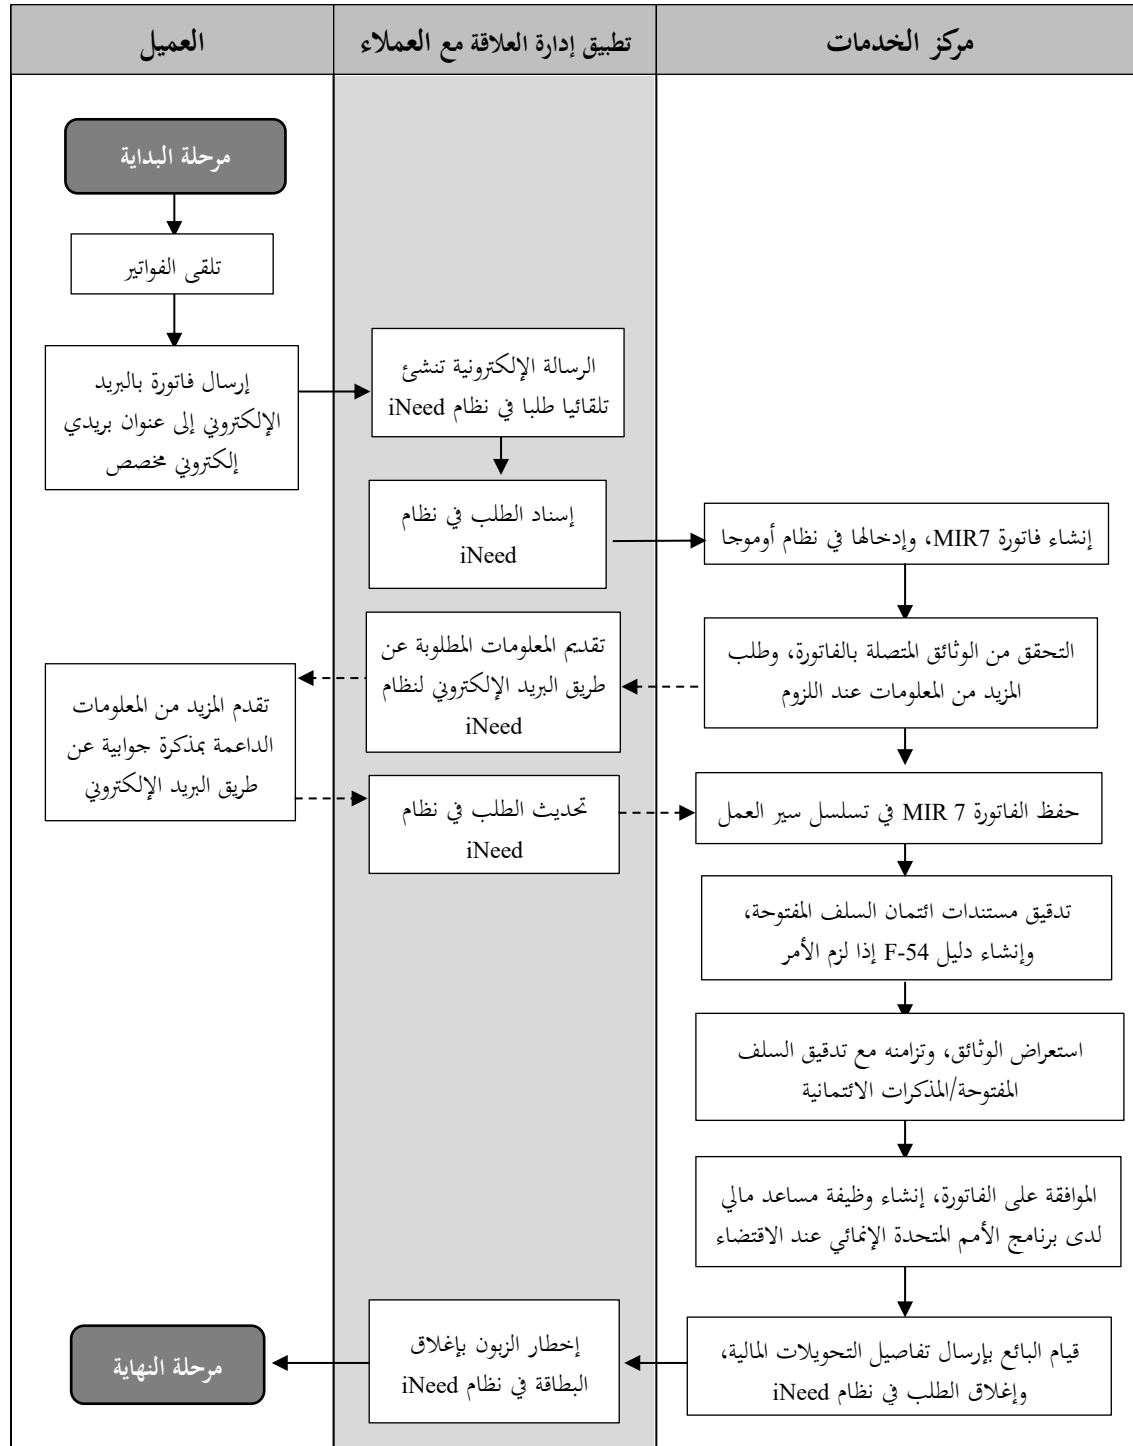 العميل
تطبيق إدارة العلاقة مع العملاء
مركز الخدمات
مرحلة البداية
تلقى الفواتير
إرسال فاتورة بالبريد
الإلكتروني إلى عنوان بريدي
إلكتروني مخصص
الرسالة الإلكترونية تنشئ
تلقائيا طلبا في نظام iNeed
إسناد الطلب في نظام
iNeed
إنشاء فاتورة MIR7، وإدخالها في نظام أوموجا
التحقق من الوثائق المتصلة بالفاتورة، وطلب
المزيد من المعلومات عند اللزوم
تقديم المعلومات المطلوبة عن
طريق البريد الإلكتروني لنظام
iNeed
تقدم المزيد من المعلومات
الداعمة بمذكرة جوابية عن
طريق البريد الإلكتروني
تحديث الطلب في نظام
iNeed
حفظ الفاتورة MIR 7 في تسلسل سير العمل
تدقيق مستندات ائتمان السلف المفتوحة،
وإنشاء دليل F-54 إذا لزم الأمر
استعراض الوثائق، وتزامنه مع تدقيق السلف
المفتوحة/المذكرات الائتمانية
الموافقة على الفاتورة، إنشاء وظيفة مساعد مالي
لدى برنامج الأمم المتحدة الإنمائي عند الاقتضاء
قيام البائع بإرسال تفاصيل التحويلات المالية،
وإغلاق الطلب في نظام iNeed
إخطار الزبون بإغلاق
البطاقة في نظام iNeed
مرحلة النهاية